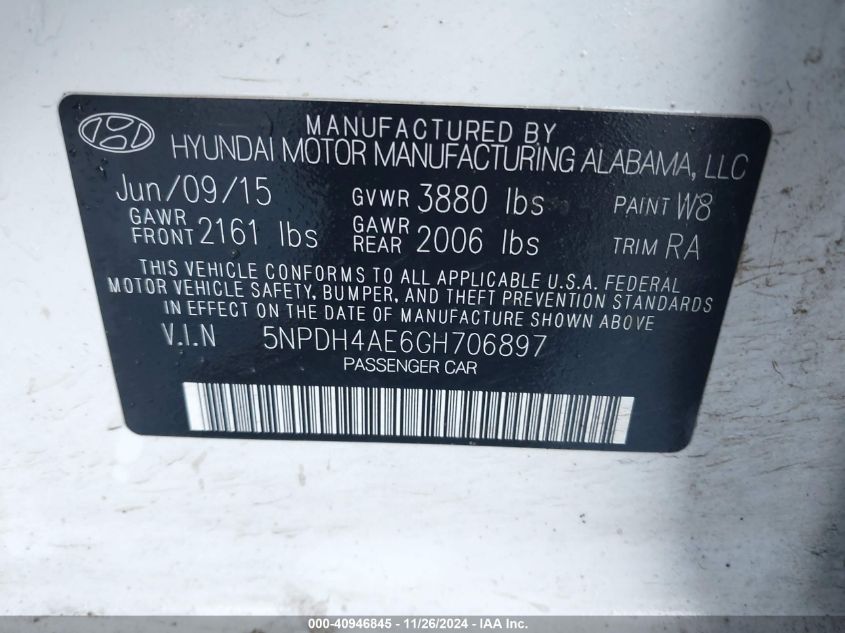 MANUFACTURED BY
HYUNDAI MOTOR MANUFACTURING ALABAMA, LLC
Jun/09/15 GVWR 3880 lbs PAINT W8
GAWR FRONT 2161 lbs GAWR REAR 2006 lbs TRIM RA
THIS VEHICLE CONFORMS TO ALL APPLICABLE U.S.A. FEDERAL
MOTOR VEHICLE SAFETY, BUMPER, AND THEFT PREVENTION STANDARDS
IN EFFECT ON THE DATE OF MANUFACTURE SHOWN ABOVE
V.I.N 5NPDH4AE6GH706897
PASSENGER CAR
000-40946845 - 11/26/2024 - IAA Inc.